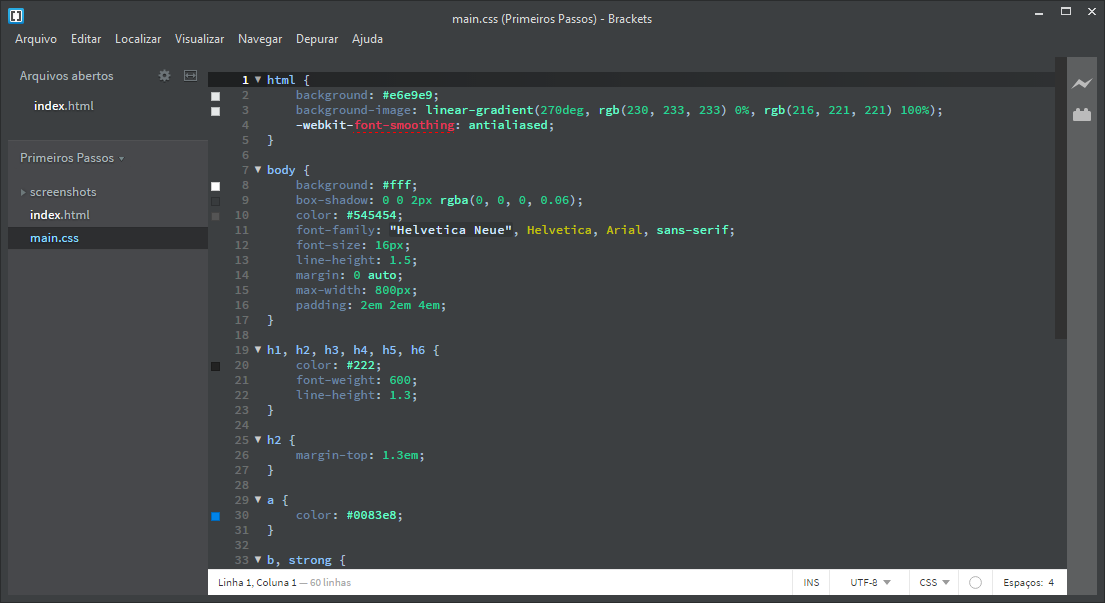 main.css (Primeiros Passos) - Brackets
Arquivo Editar Localizar Visualizar Navegar Depurar Ajuda
Arquivos abertos
index.html
Primeiros Passos
screenshots
index.html
main.css
1 html {
2 background: #e6e9e9;
3 background-image: linear-gradient(270deg, rgb(230, 233, 233) 0%, rgb(216, 221, 221) 100%);
4 -webkit-font-smoothing: antialiased;
5 }
6
7 body {
8 background: #fff;
9 box-shadow: 0 0 2px rgba(0, 0, 0, 0.06);
10 color: #545454;
11 font-family: "Helvetica Neue", Helvetica, Arial, sans-serif;
12 font-size: 16px;
13 line-height: 1.5;
14 margin: 0 auto;
15 max-width: 800px;
16 padding: 2em 2em 4em;
17 }
18
19 h1, h2, h3, h4, h5, h6 {
20 color: #222;
21 font-weight: 600;
22 line-height: 1.3;
23 }
24
25 h2 {
26 margin-top: 1.3em;
27 }
28
29 a {
30 color: #0083e8;
31 }
32
33 b, strong {
Linha 1, Coluna 1 — 60 linhas
INS UTF-8 CSS Espaços: 4